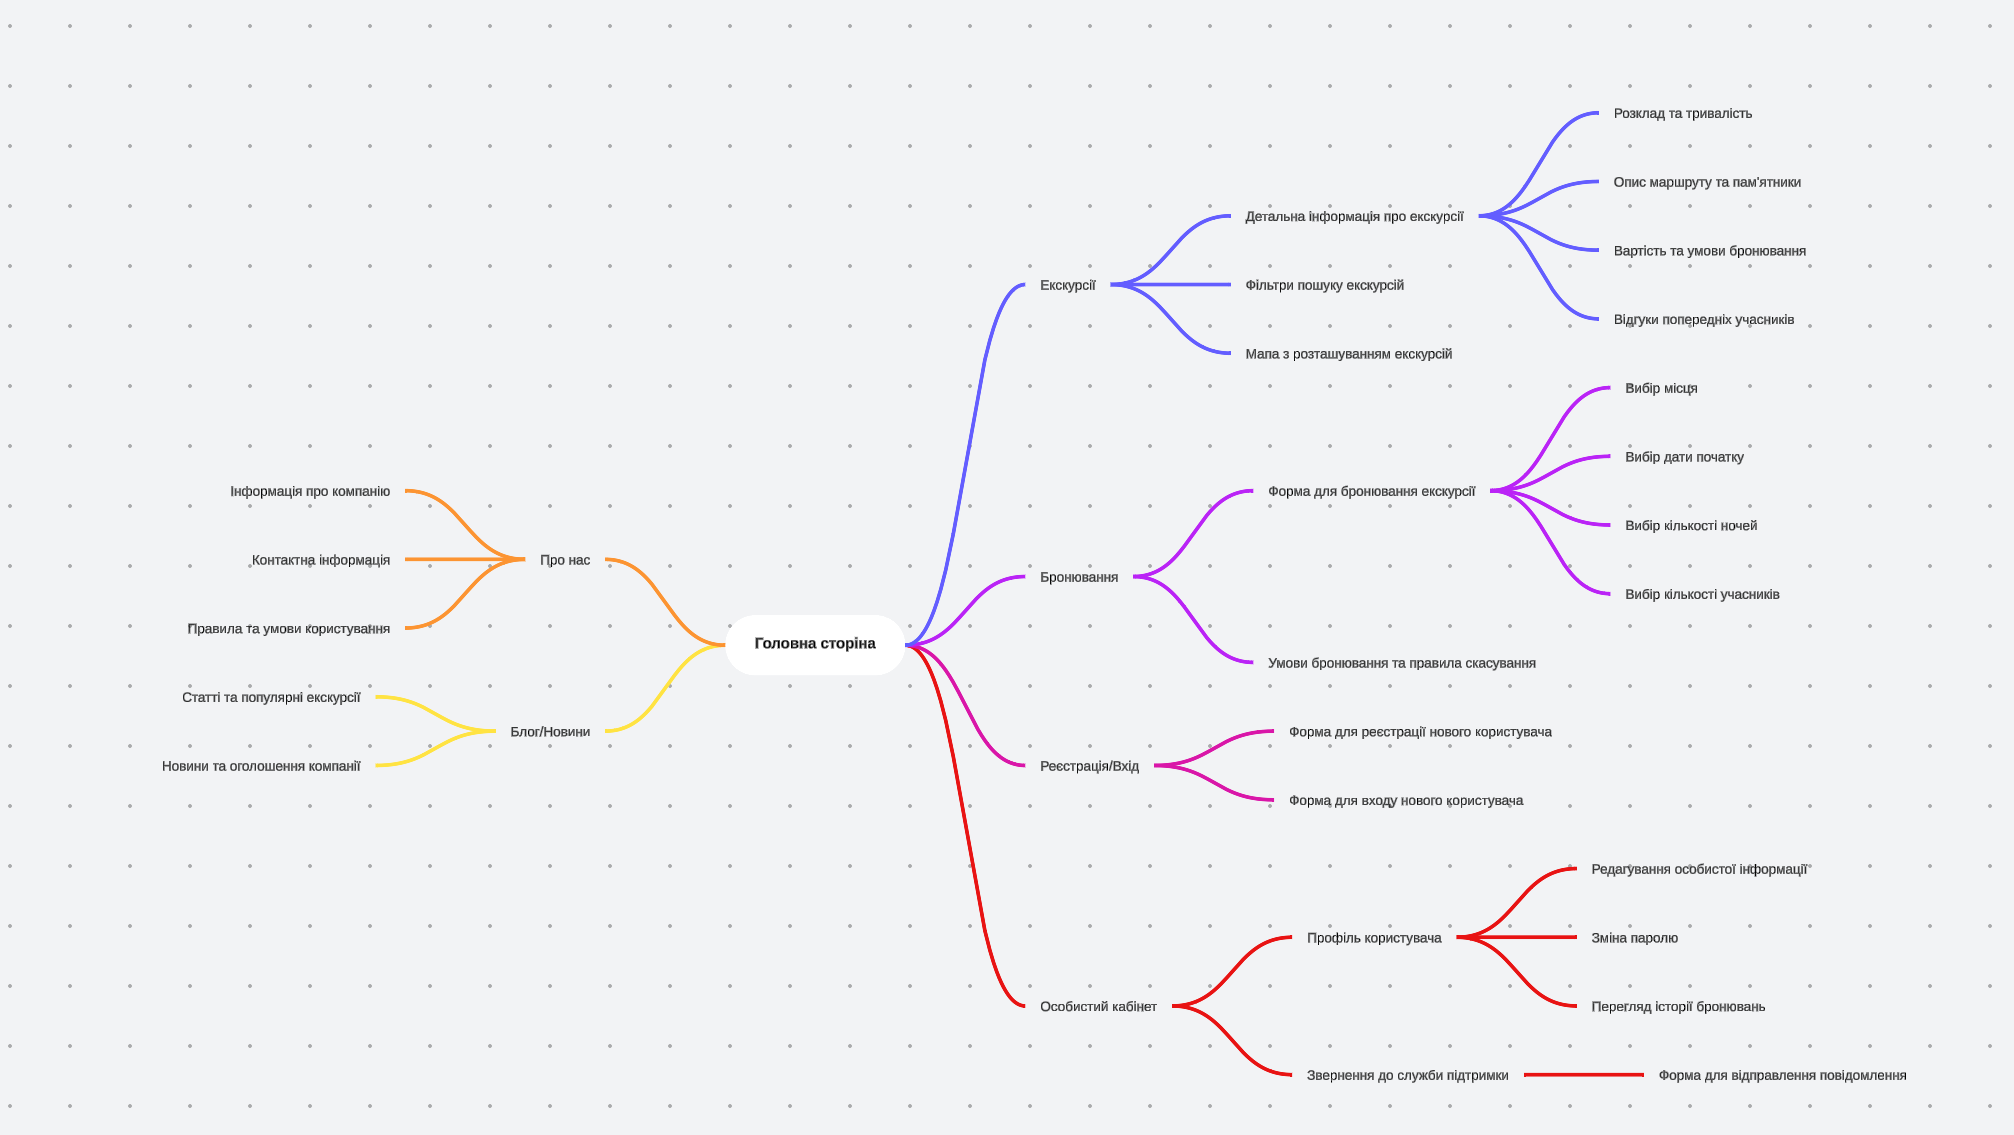 Головна сторіна
Екскурсії
Детальна інформація про екскурсії
Розклад та тривалість
Опис маршруту та пам'ятники
Вартість та умови бронювання
Відгуки попередніх учасників
Фільтри пошуку екскурсій
Мапа з розташуванням екскурсій
Бронювання
Форма для бронювання екскурсії
Вибір місця
Вибір дати початку
Вибір кількості ночей
Вибір кількості учасників
Умови бронювання та правила скасування
Реєстрація/Вхід
Форма для реєстрації нового користувача
Форма для входу нового користувача
Особистий кабінет
Профіль користувача
Редагування особистої інформації
Зміна паролю
Перегляд історії бронювань
Звернення до служби підтримки
Форма для відправлення повідомлення
Про нас
Інформація про компанію
Контактна інформація
Правила та умови користування
Блог/Новини
Статті та популярні екскурсії
Новини та оголошення компанії